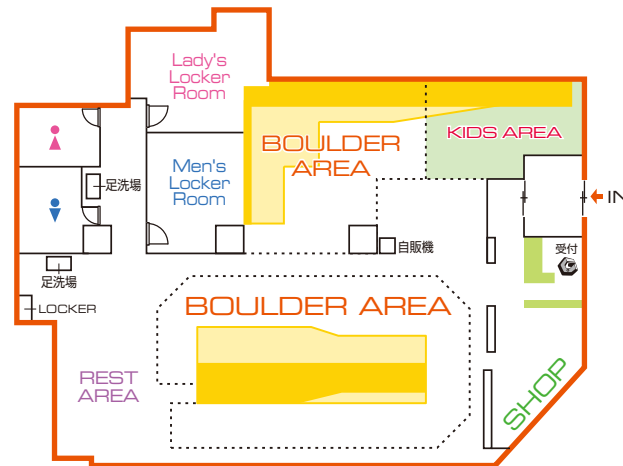 Lady's
Locker
Room
KIDS AREA
BOULDER
AREA
Men's
Locker
Room
足洗場
IN
自販機
受付
足洗場
LOCKER
BOULDER AREA
REST
AREA
SHOP